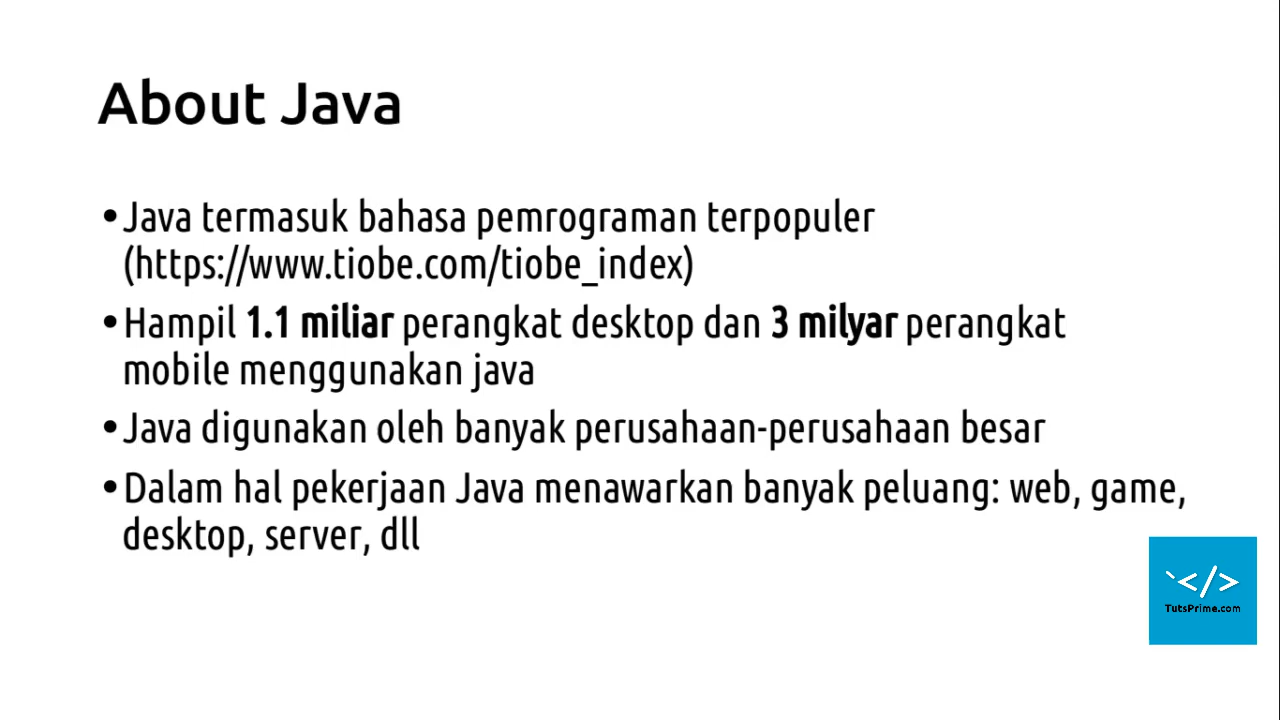 About Java
•Java termasuk bahasa pemrograman terpopuler
(https://www.tiobe.com/tiobe_index)
•Hampil 1.1 miliar perangkat desktop dan 3 milyar perangkat
mobile menggunakan java
•Java digunakan oleh banyak perusahaan-perusahaan besar
•Dalam hal pekerjaan Java menawarkan banyak peluang: web, game,
desktop, server, dll
`</>
TutsPrime.com